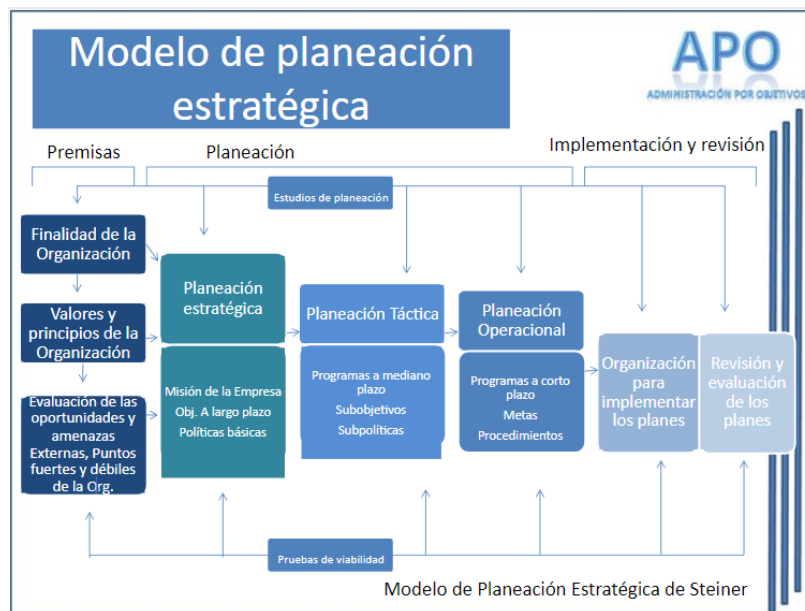 Modelo de planeación
estratégica
APO
ADMINISTRACIÓN POR OBJETIVOS
Premisas
Planeación
Implementación y revisión
Estudios de planeación
Finalidad de la
Organización
Valores y
principios de la
Organización
Evaluación de las
oportunidades y
amenazas
Externas, Puntos
fuertes y débiles
de la Org.
Planeación
estratégica
Misión de la Empresa
Obj. A largo plazo
Políticas básicas
Planeación Táctica
Programas a mediano
plazo
Subobjetivos
Subpolíticas
Planeación
Operacional
Programas a corto
plazo
Metas
Procedimientos
Organización
para
implementar
los planes
Revisión y
evaluación
de los
planes
Pruebas de viabilidad
Modelo de Planeación Estratégica de Steiner